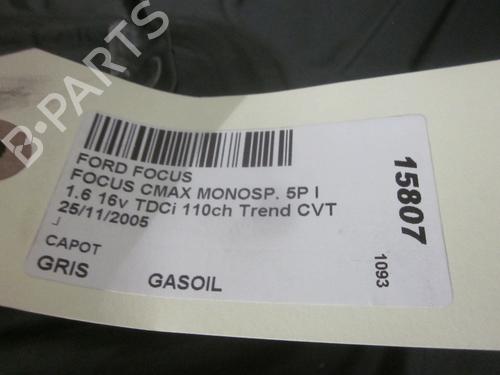 B-PARTS
FORD FOCUS
FOCUS CMAX MONOSP. 5P I
1.6 16v TDCi 110ch Trend CVT
25/11/2005
CAPOT
GRIS
GASOIL
15807
1093